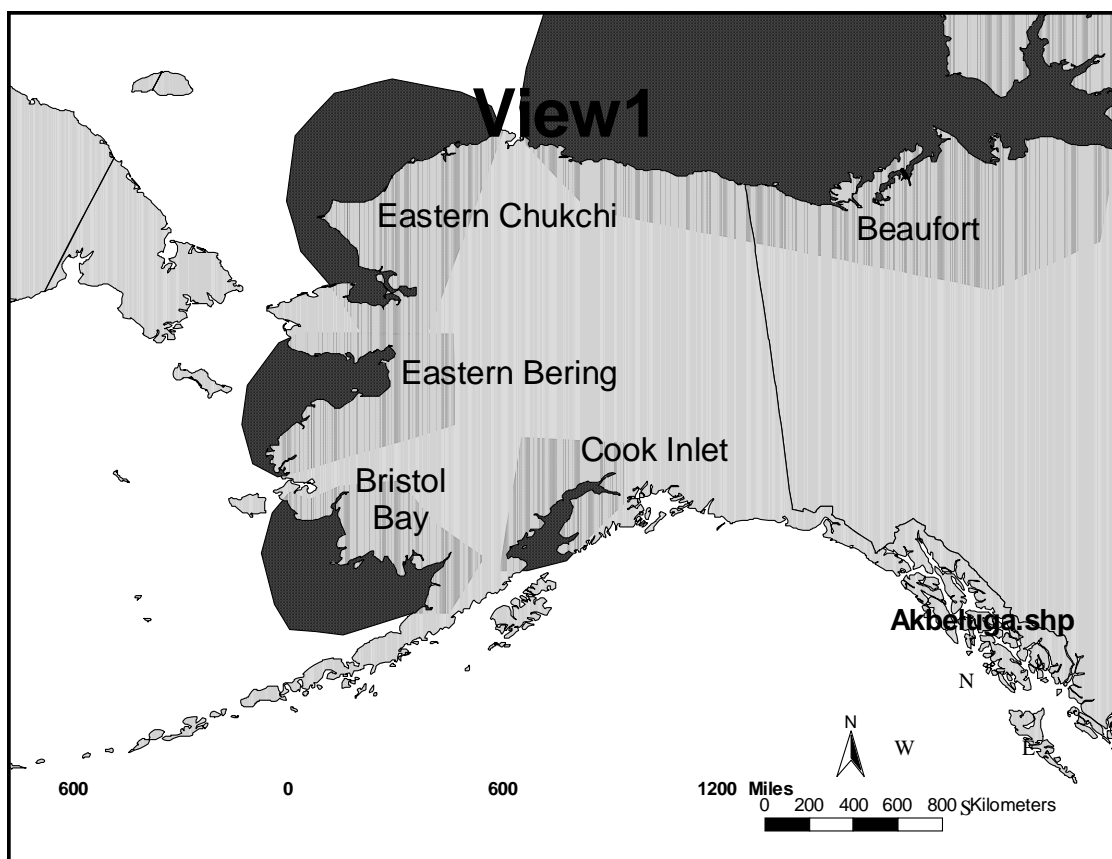 View1
Eastern Chukchi
Beaufort
Eastern Bering
Cook Inlet
Bristol
Bay
Akbeluga.shp
N
N
W
E
600 0 600 1200 Miles
0 200 400 600 800 Kilometers
S